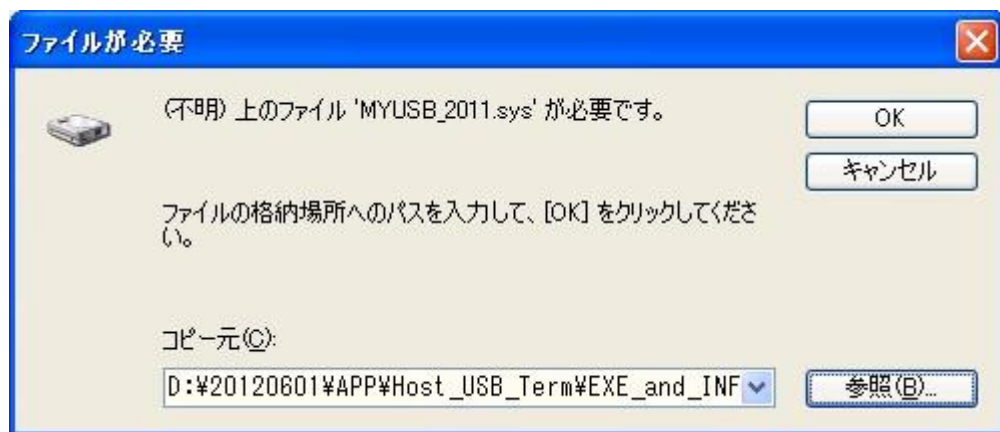 ファイルが必要
(不明) 上のファイル 'MYUSB_2011.sys' が必要です。
OK
キャンセル
ファイルの格納場所へのパスを入力して、[OK] をクリックしてくださ
い。
コピー元(C):
D:¥20120601¥APP¥Host_USB_Term¥EXE_and_INF
参照(B)...